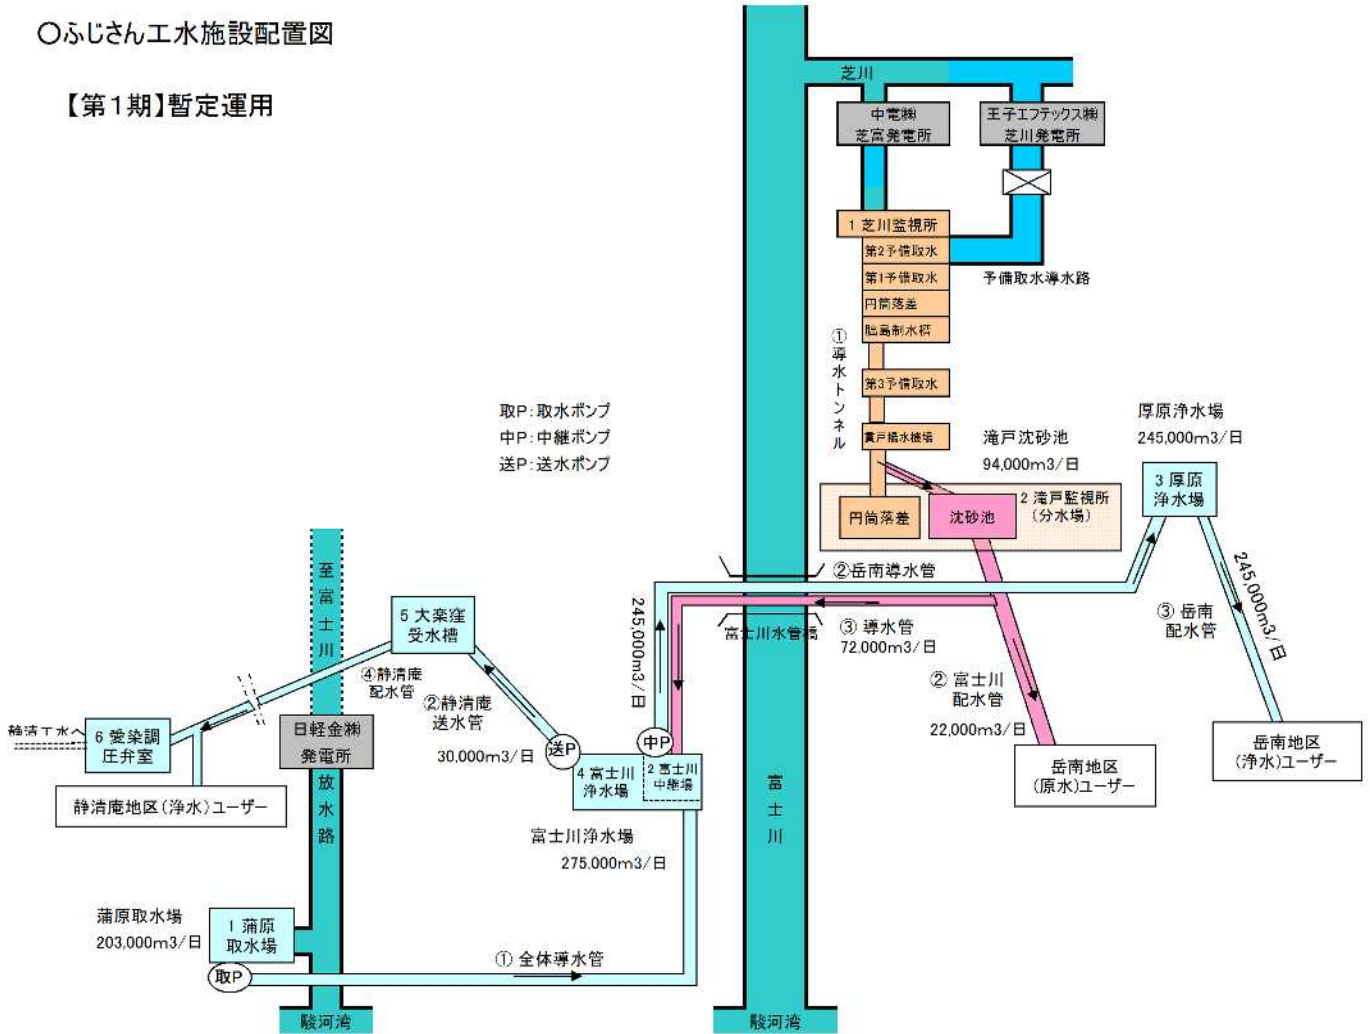 〇ふじさん工水施設配置図
【第1期】暫定運用
芝川
中電㈱
芝富発電所
王子エフテックス㈱
芝川発電所
1 芝川監視所
第2予備取水
第1予備取水
円筒落差
予備取水導水路
①導水トンネル
第3予備取水
取P:取水ポンプ
中P:中継ポンプ
送P:送水ポンプ
貫戸揚水機場
滝戸沈砂池
94,000m3/日
厚原浄水場
245,000m3/日
2 滝戸監視所
(分水場)
円筒落差
沈砂池
3 厚原
浄水場
至富士川
②岳南導水管
245,000m3/日
富士川水管橋
③ 導水管
72,000m3/日
③ 岳南
配水管
245,000m3/日
5 大楽窪
受水槽
④静清庵
配水管
②静清庵
送水管
30,000m3/日
② 富士川
配水管
22,000m3/日
静清工水へ
6 愛染調
圧弁室
日軽金㈱
発電所
送P
中P
4 富士川
浄水場
2 富士川
中継場
岳南地区
(原水)ユーザー
岳南地区
(浄水)ユーザー
静清庵地区(浄水)ユーザー
放水路
富士川
富士川浄水場
275,000m3/日
蒲原取水場
203,000m3/日
1 蒲原
取水場
取P
① 全体導水管
駿河湾
駿河湾